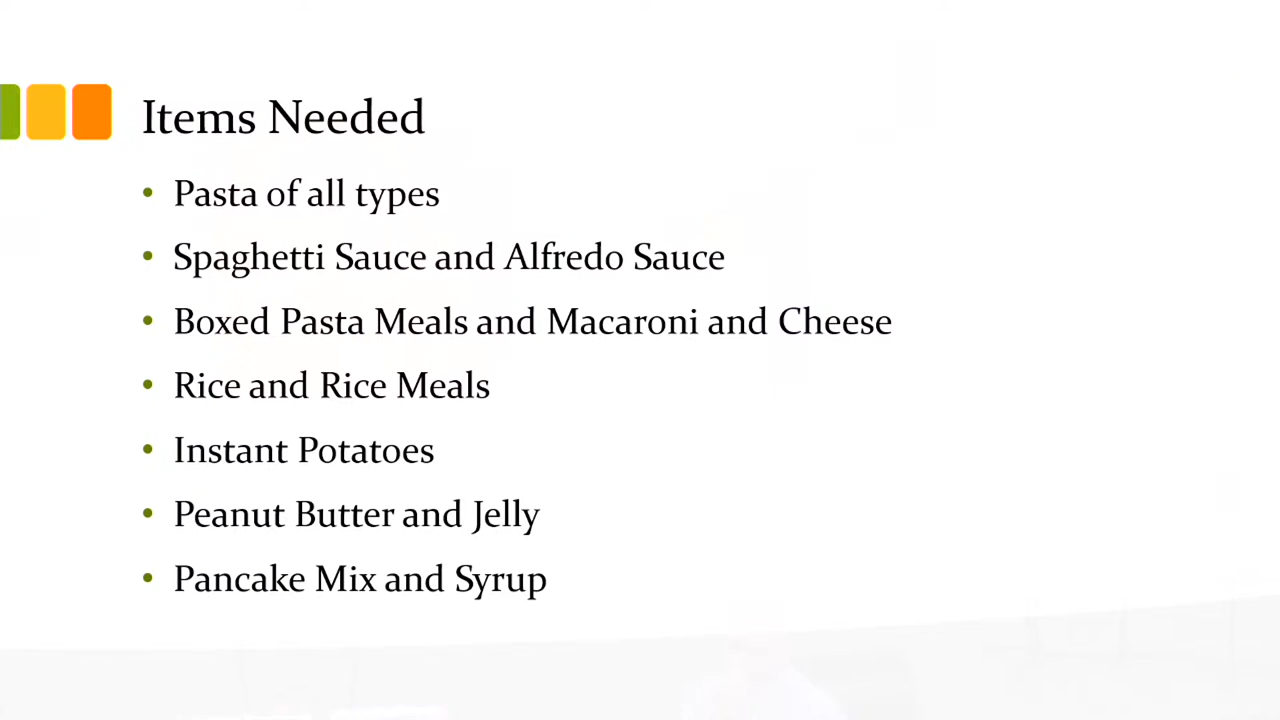 Items Needed
• Pasta of all types
• Spaghetti Sauce and Alfredo Sauce
• Boxed Pasta Meals and Macaroni and Cheese
• Rice and Rice Meals
• Instant Potatoes
• Peanut Butter and Jelly
• Pancake Mix and Syrup